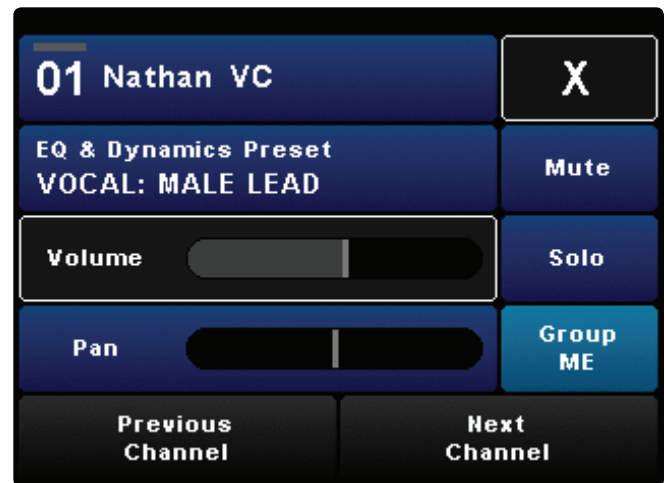 01 Nathan VC
X
EQ & Dynamics Preset
VOCAL: MALE LEAD
Mute
Volume
Solo
Pan
Group
ME
Previous
Channel
Next
Channel